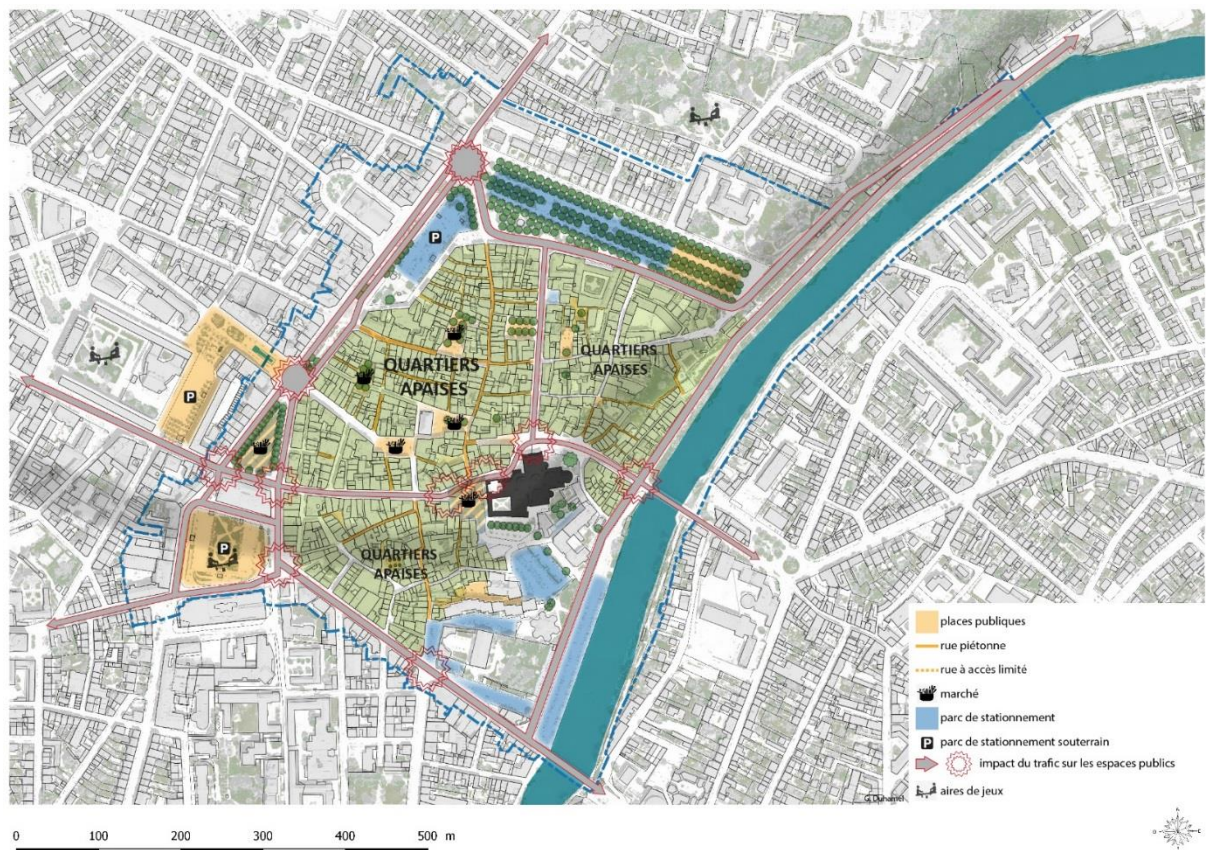 P
QUARTIERS
APAISES
QUARTIERS
APAISES
P
P
QUARTIERS
APAISES
places publiques
rue piétonne
rue à accès limité
marché
parc de stationnement
P parc de stationnement souterrain
impact du trafic sur les espaces publics
aires de jeux
G. Duhamel
0 100 200 300 400 500 m